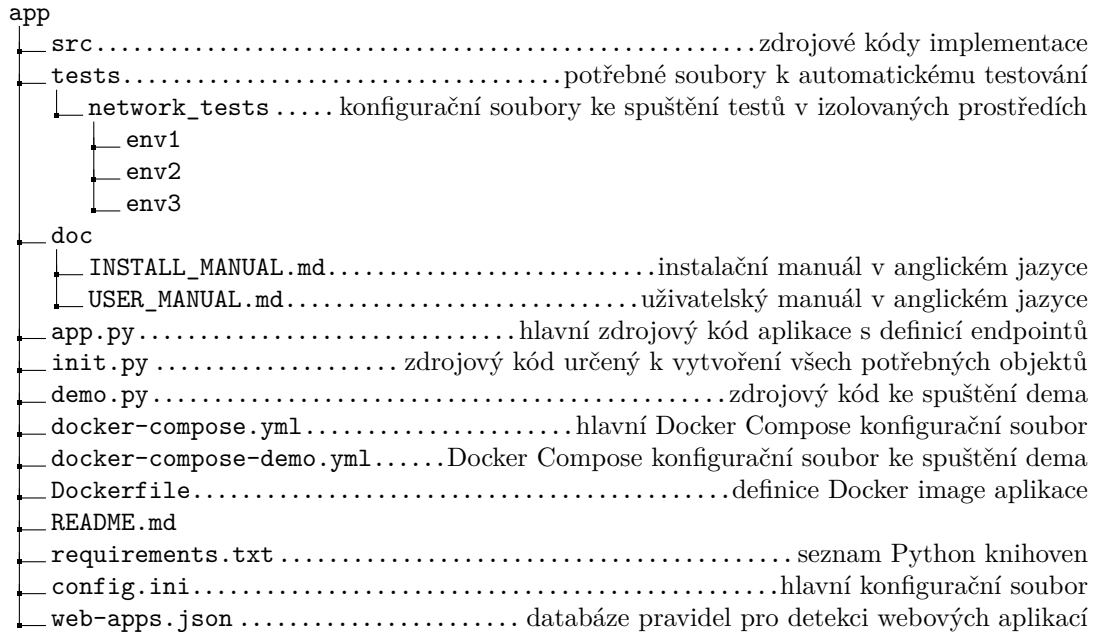 app
src......................................................zdrojové kódy implementace
tests....................................potřebné soubory k automatickému testování
network_tests ..... konfigurační soubory ke spuštění testů v izolovaných prostředích
env1
env2
env3
doc
INSTALL_MANUAL.md...........................instalační manuál v anglickém jazyce
USER_MANUAL.md.............................uživatelský manuál v anglickém jazyce
app.py...............................hlavní zdrojový kód aplikace s definicí endpointů
init.py .................... zdrojový kód určený k vytvoření všech potřebných objektů
demo.py...............................................zdrojový kód ke spuštění dema
docker-compose.yml......................hlavní Docker Compose konfigurační soubor
docker-compose-demo.yml......Docker Compose konfigurační soubor ke spuštění dema
Dockerfile............................................definice Docker image aplikace
README.md
requirements.txt .......................................... seznam Python knihoven
config.ini................................................hlavní konfigurační soubor
web-apps.json ....................... databáze pravidel pro detekci webových aplikací